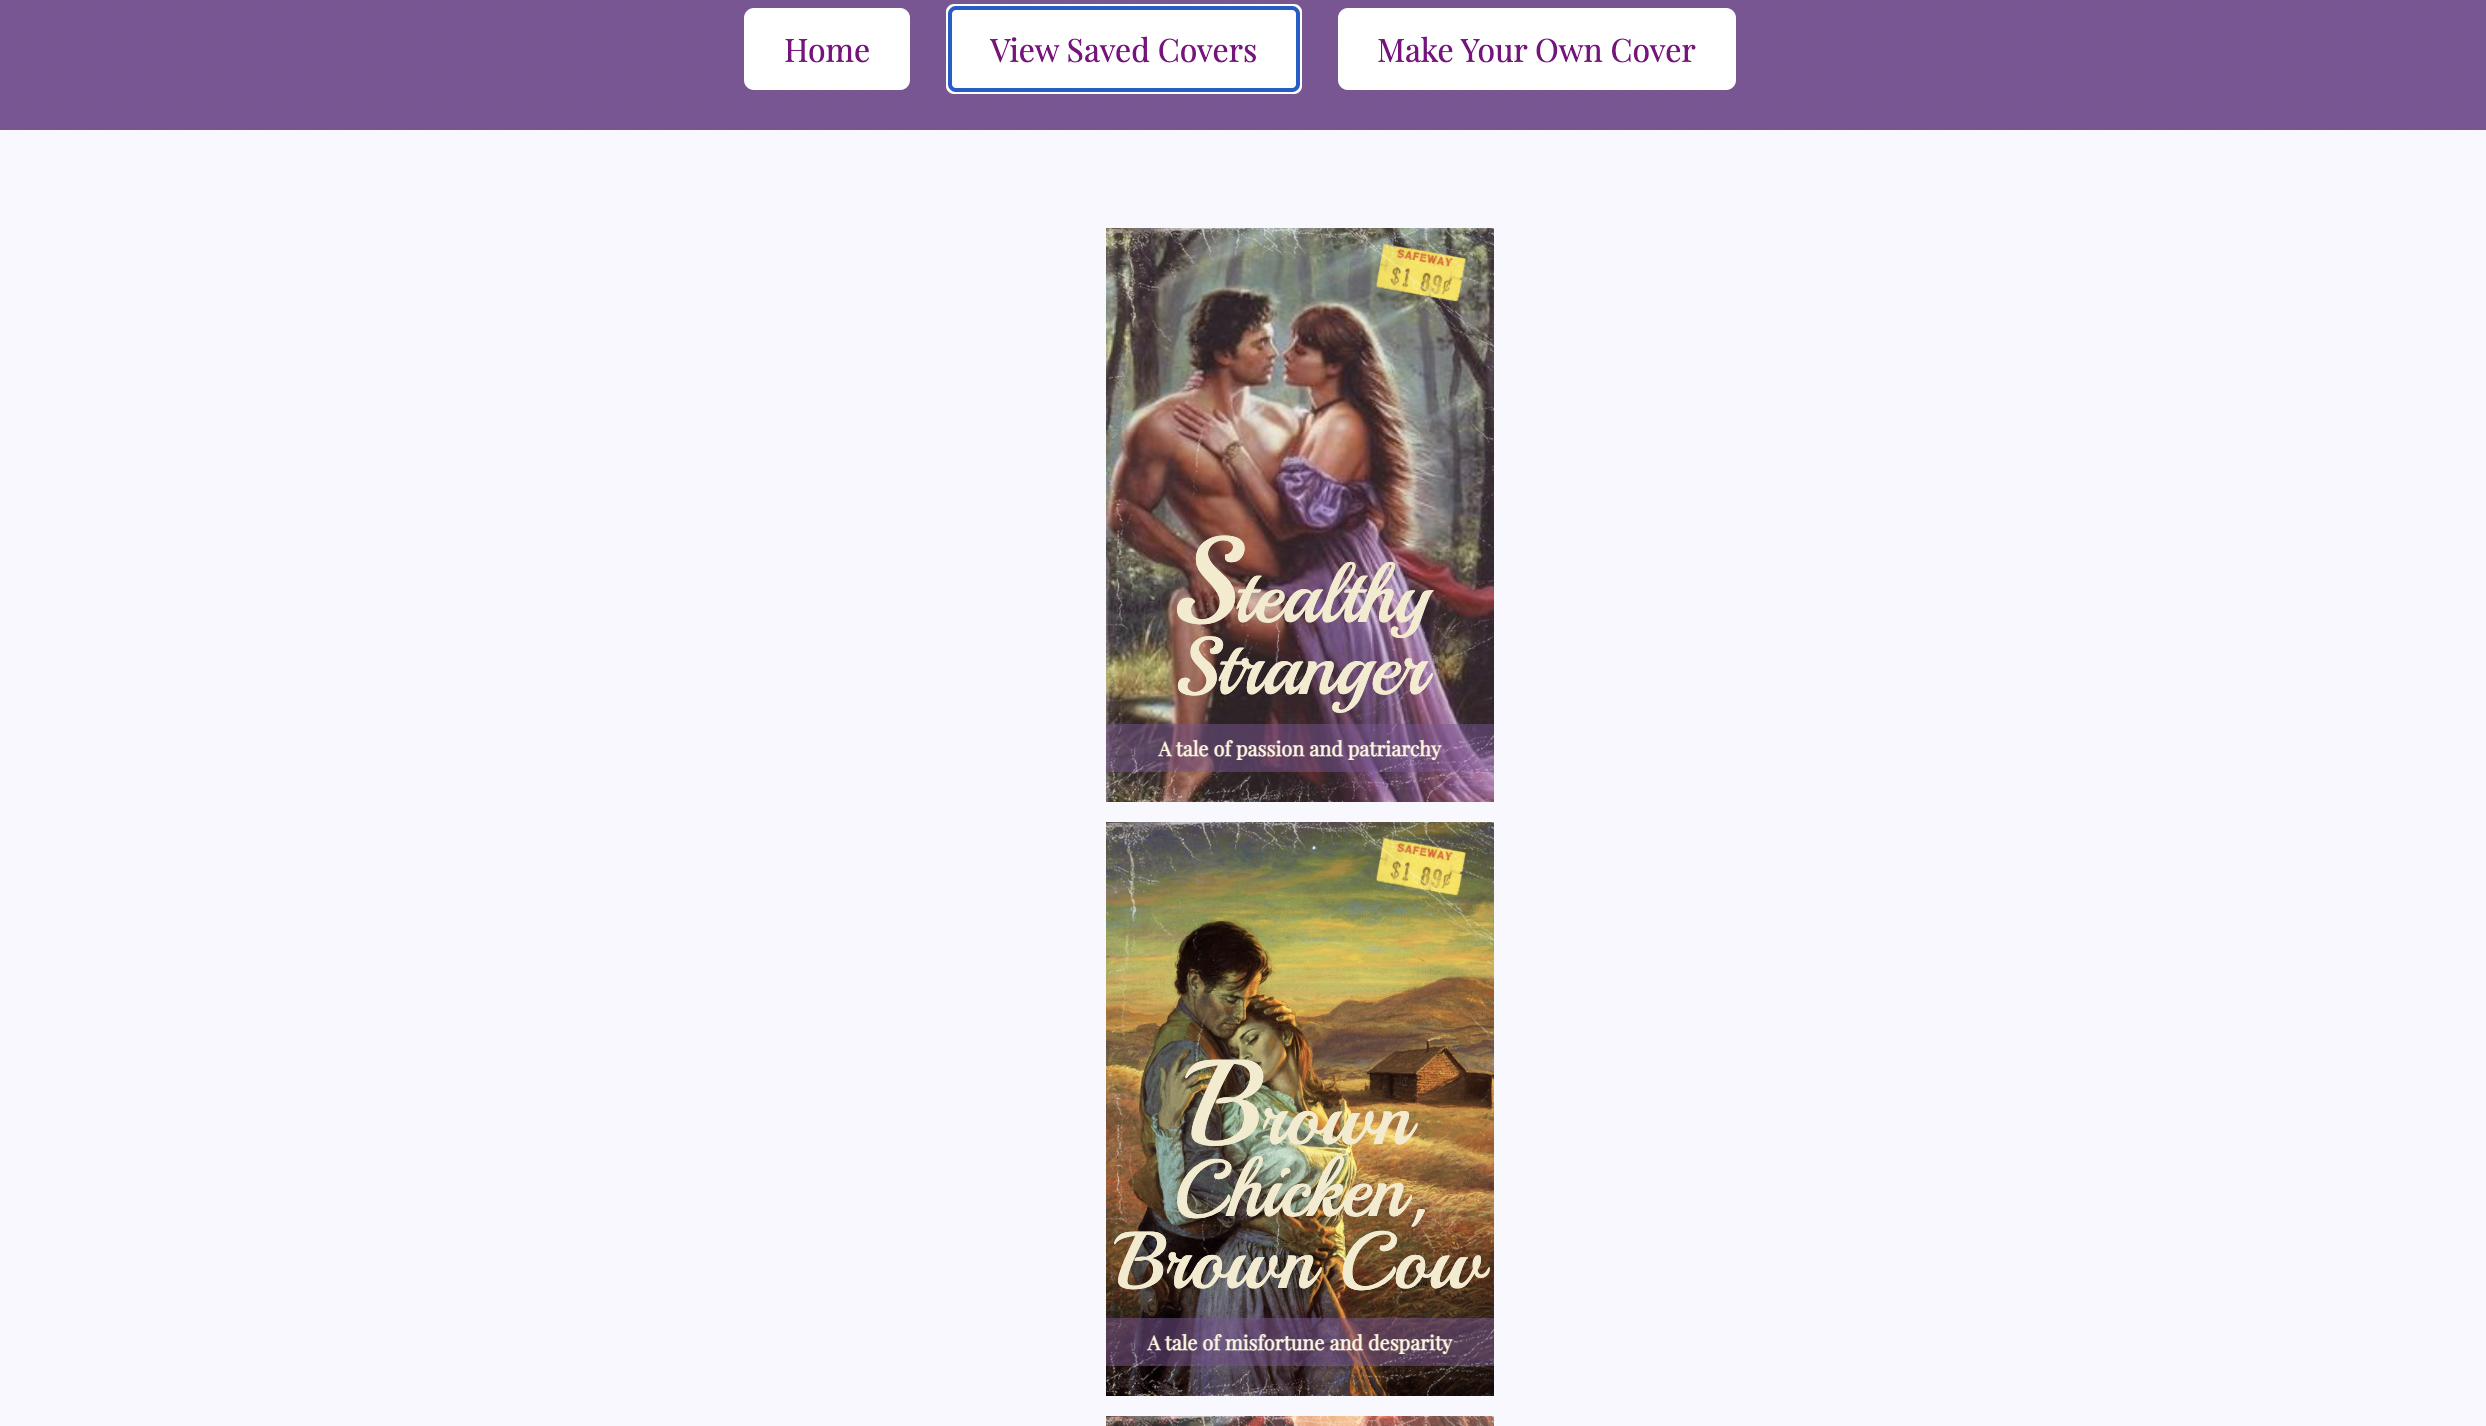 Home
View Saved Covers
Make Your Own Cover
SAFEWAY
$1 89¢
Stealthy
Stranger
A tale of passion and patriarchy
SAFEWAY
$1 89¢
Brown
Chicken,
Brown Cow
A tale of misfortune and desparity